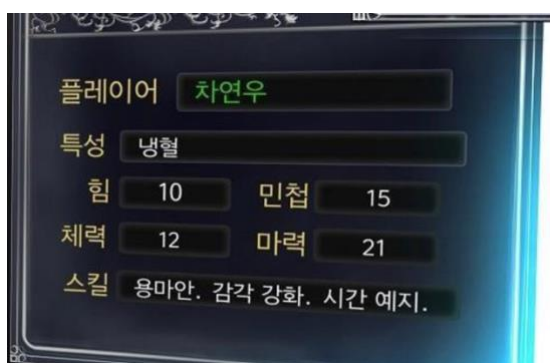 플레이어 차연우
특성 냉혈
힘 10 민첩 15
체력 12 마력 21
스킬 용마안. 감각 강화. 시간 예지.